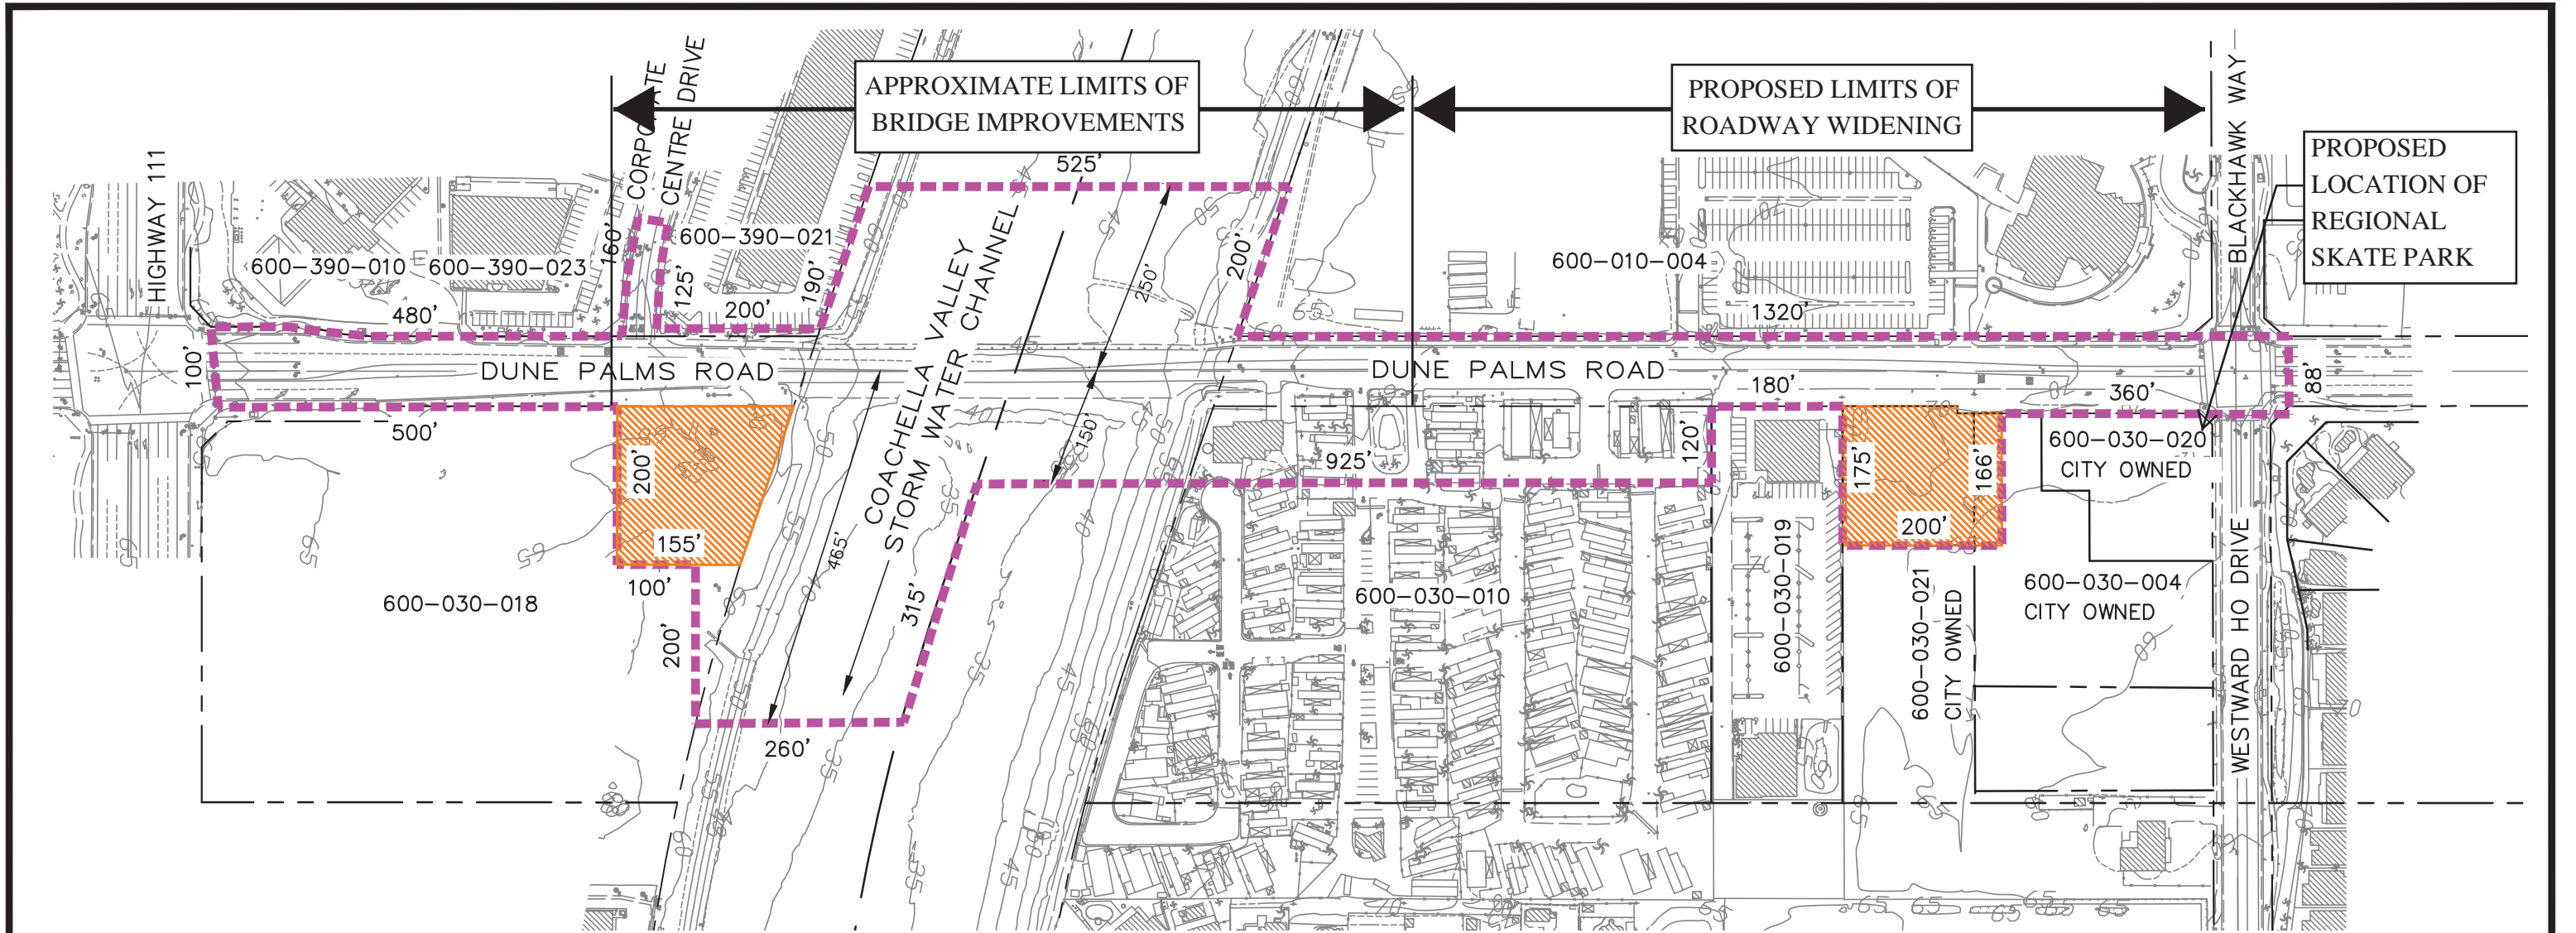 APPROXIMATE LIMITS OF
BRIDGE IMPROVEMENTS
PROPOSED LIMITS OF
ROADWAY WIDENING
PROPOSED
LOCATION OF
REGIONAL
SKATE PARK
HIGHWAY 111
CORPORATE
CENTRE DRIVE
BLACKHAWK WAY
600-390-010
600-390-023
600-390-021
600-010-004
525'
160'
125'
200'
190'
200'
250'
480'
1320'
100'
DUNE PALMS ROAD
COACHELLA VALLEY
STORM WATER CHANNEL
DUNE PALMS ROAD
180'
360'
88'
500'
200'
155'
100'
200'
465'
315'
260'
150'
925'
120'
175'
166'
200'
600-030-018
600-030-010
600-030-019
600-030-021
CITY OWNED
600-030-020
CITY OWNED
600-030-004
CITY OWNED
WESTWARD HO DRIVE